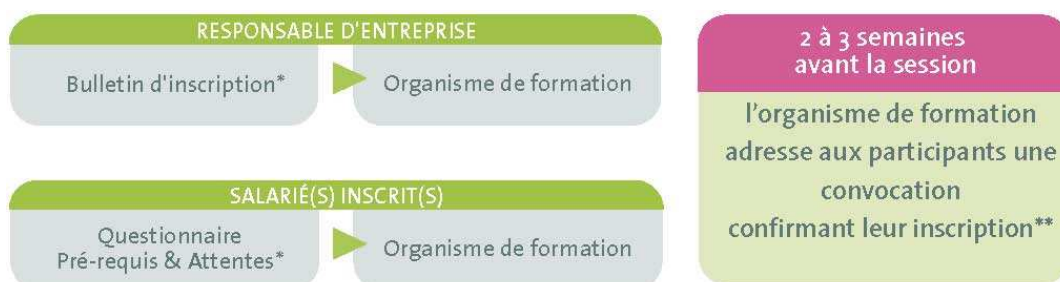 RESPONSABLE D'ENTREPRISE
Bulletin d'inscription*
Organisme de formation
SALARIÉ(S) INSCRIT(S)
Questionnaire
Pré-requis & Attentes*
Organisme de formation
2 à 3 semaines
avant la session
l'organisme de formation
adresse aux participants une
convocation
confirmant leur inscription**